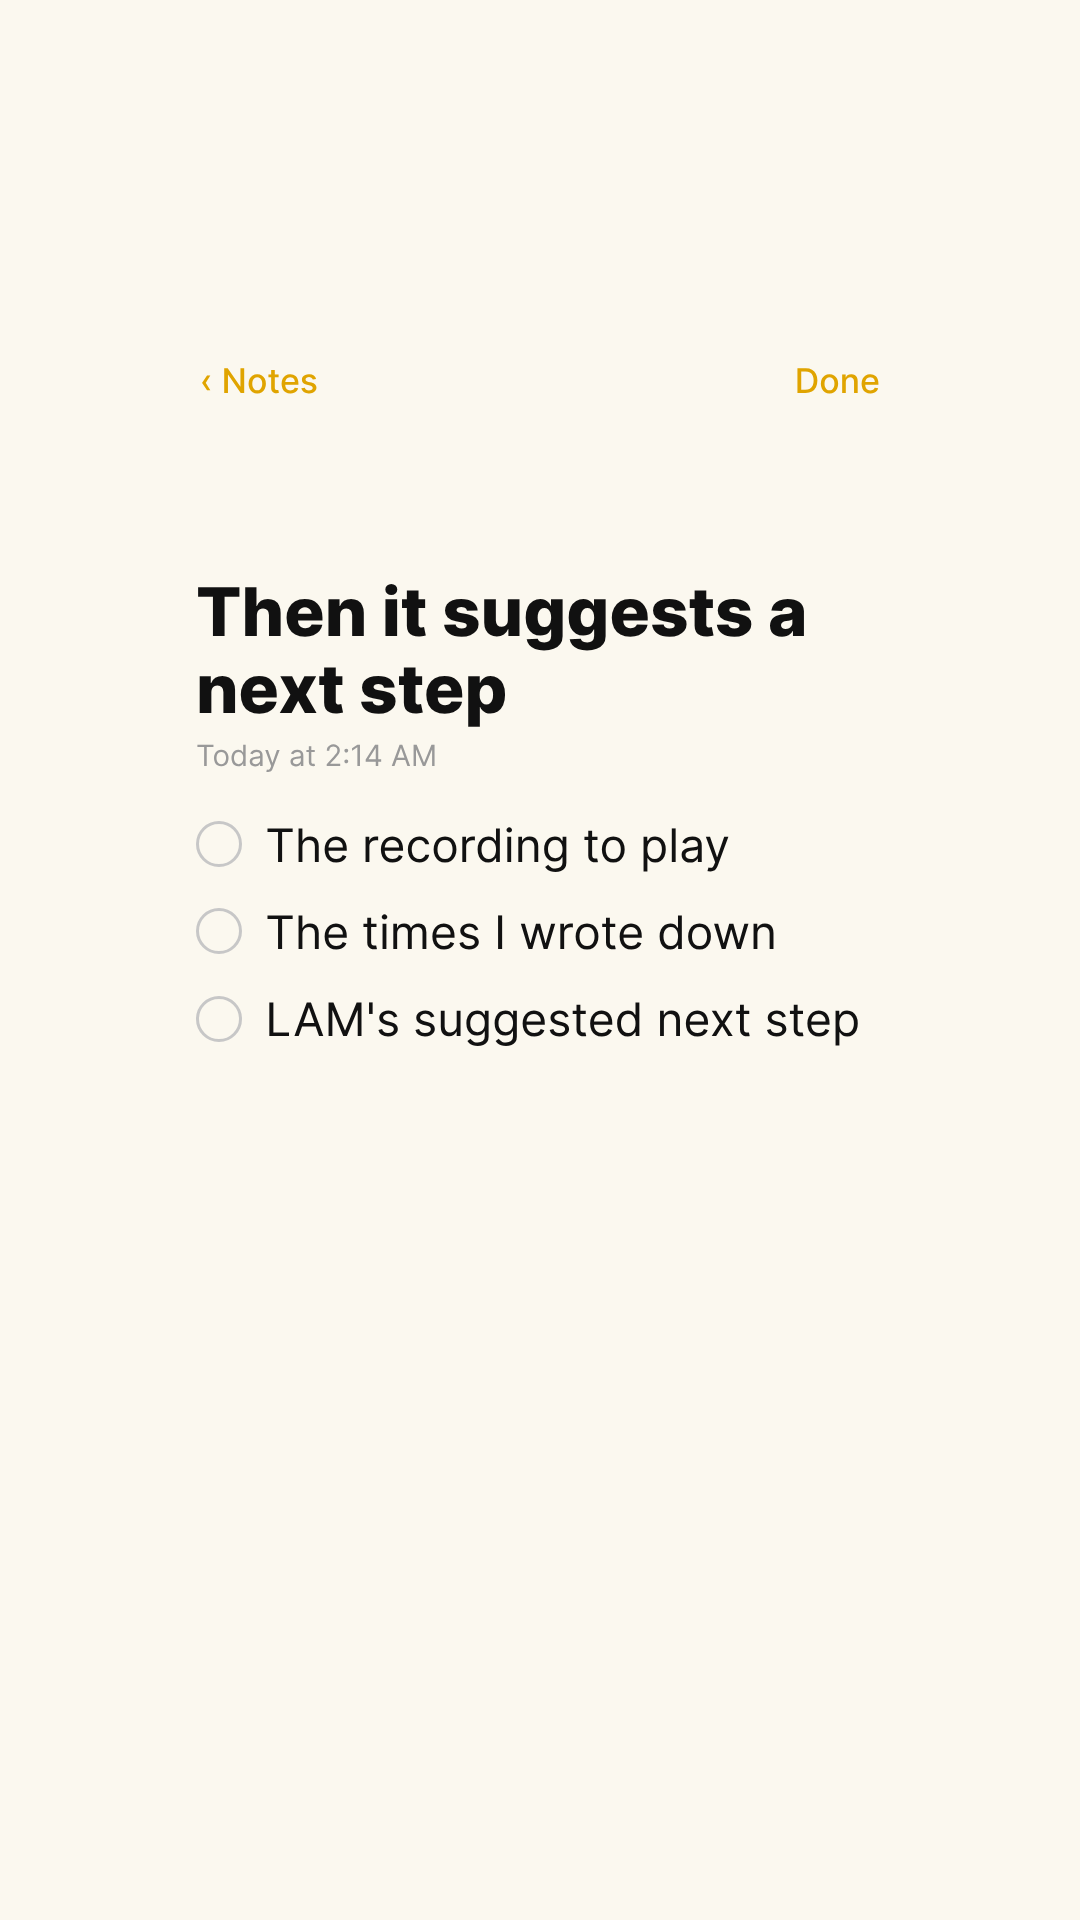 ‹ Notes
Done
Then it suggests a
next step
Today at 2:14 AM
The recording to play
The times I wrote down
LAM's suggested next step